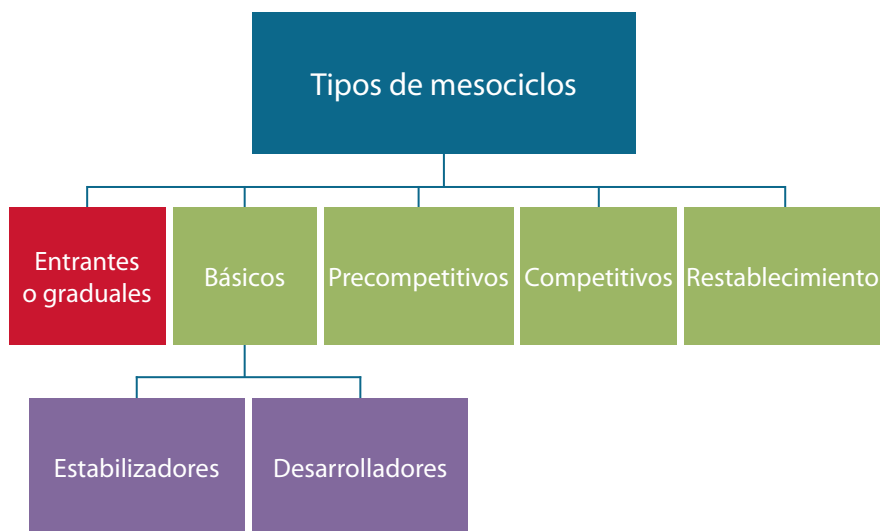 Tipos de mesociclos
Entrantes
o graduales
Básicos
Precompetitivos
Competitivos
Restablecimiento
Estabilizadores
Desarrolladores